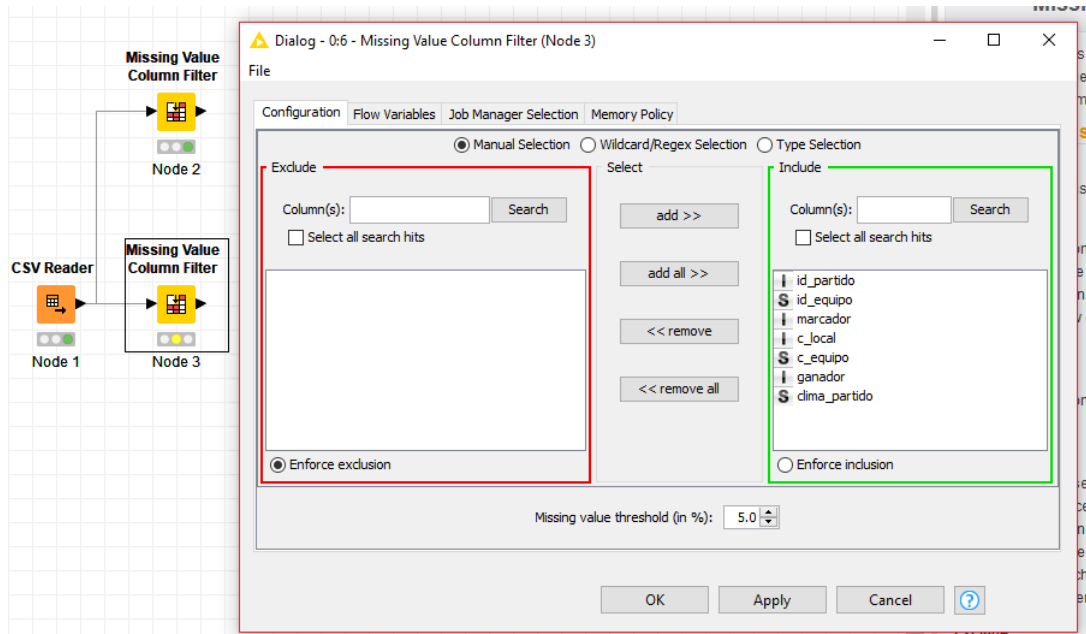 Missing Value
Column Filter
Node 2
CSV Reader
Node 1
Missing Value
Column Filter
Node 3
Dialog - 0:6 - Missing Value Column Filter (Node 3)
File
Configuration Flow Variables Job Manager Selection Memory Policy
Manual Selection Wildcard/Regex Selection Type Selection
Exclude
Column(s): Search
Select all search hits
Enforce exclusion
Select
add >>
add all >>
<< remove
<< remove all
Include
Column(s): Search
Select all search hits
I id_partido
S id_equipo
I marcador
I c_local
S c_equipo
I ganador
S clima_partido
Enforce inclusion
Missing value threshold (in %): 5.0
OK Apply Cancel ?